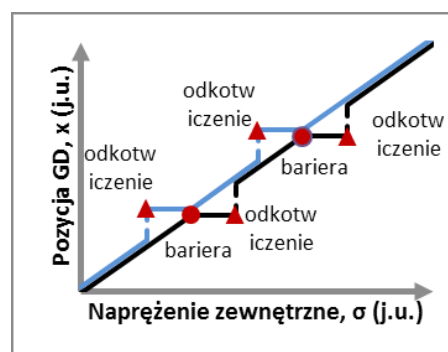 Pozycja GD, x (j.u.)
odkotw
iczenie
odkotw
iczenie
odkotw
iczenie
bariera
odkotw
iczenie
bariera
Naprężenie zewnętrzne, σ (j.u.)